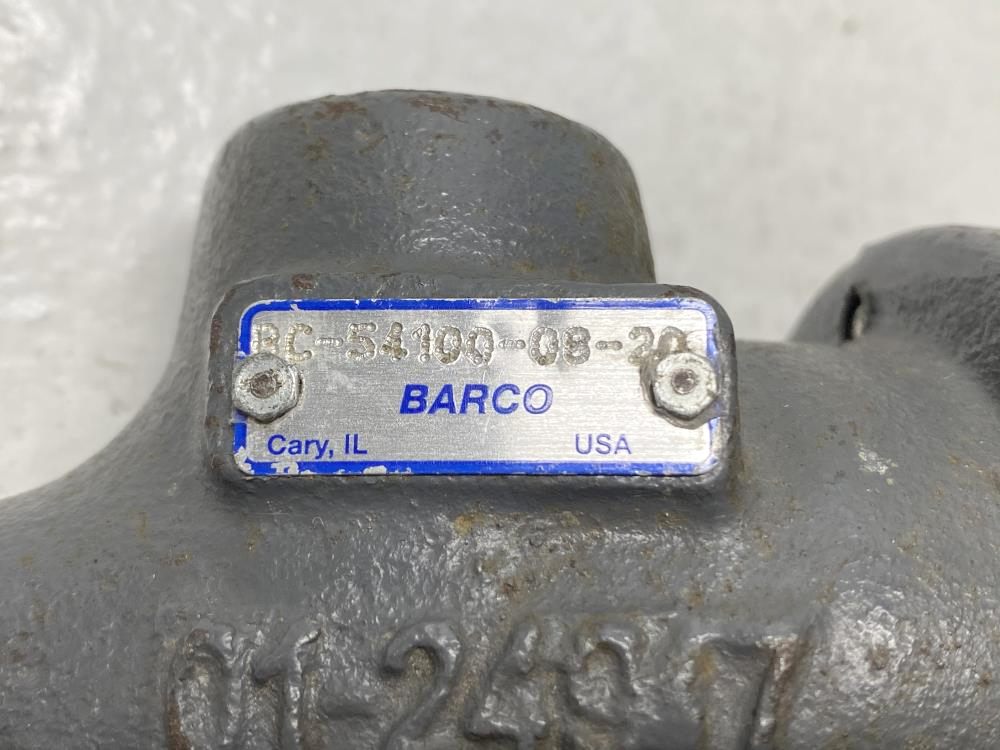 BC-54100-08-20
BARCO
Cary, IL USA